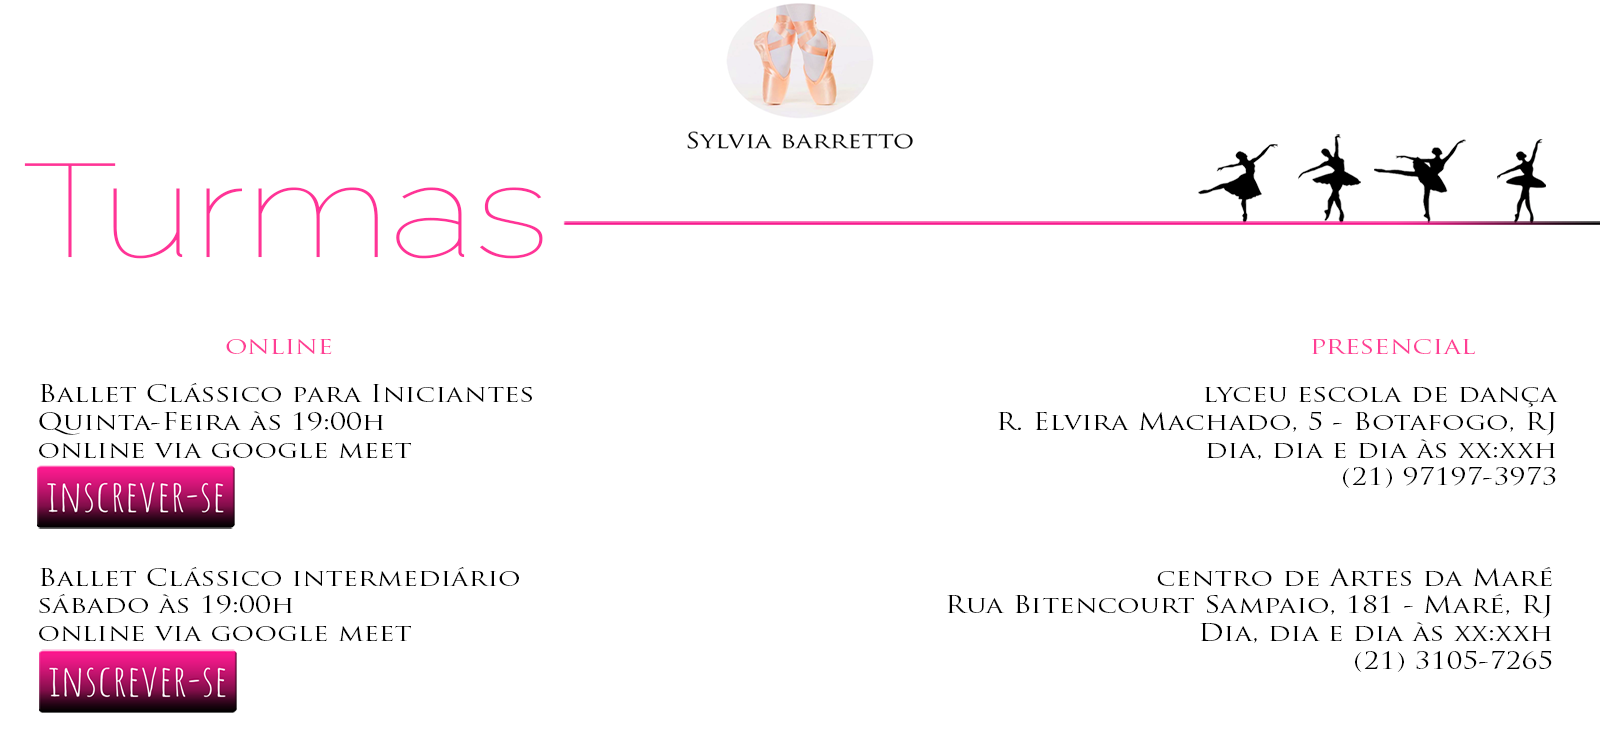 Sylvia barretto
Turmas
online
Ballet Clássico para Iniciantes
Quinta-Feira às 19:00h
online via google meet
INSCREVER-SE
Ballet Clássico intermediário
sábado às 19:00h
online via google meet
INSCREVER-SE
presencial
lyceu escola de dança
R. Elvira Machado, 5 - Botafogo, RJ
dia, dia e dia às xx:xxh
(21) 97197-3973
centro de Artes da Maré
Rua Bitencourt Sampaio, 181 - Maré, RJ
Dia, dia e dia às xx:xxh
(21) 3105-7265